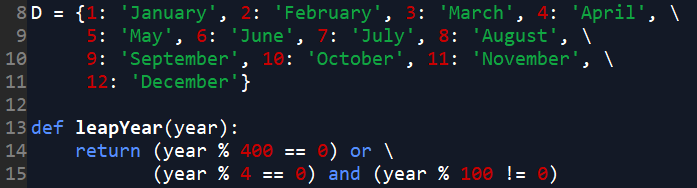 8 D = {1: 'January', 2: 'February', 3: 'March', 4: 'April', \
9      5: 'May', 6: 'June', 7: 'July', 8: 'August', \
10      9: 'September', 10: 'October', 11: 'November', \
11      12: 'December'}
12
13 def leapYear(year):
14     return (year % 400 == 0) or \
15            (year % 4 == 0) and (year % 100 != 0)